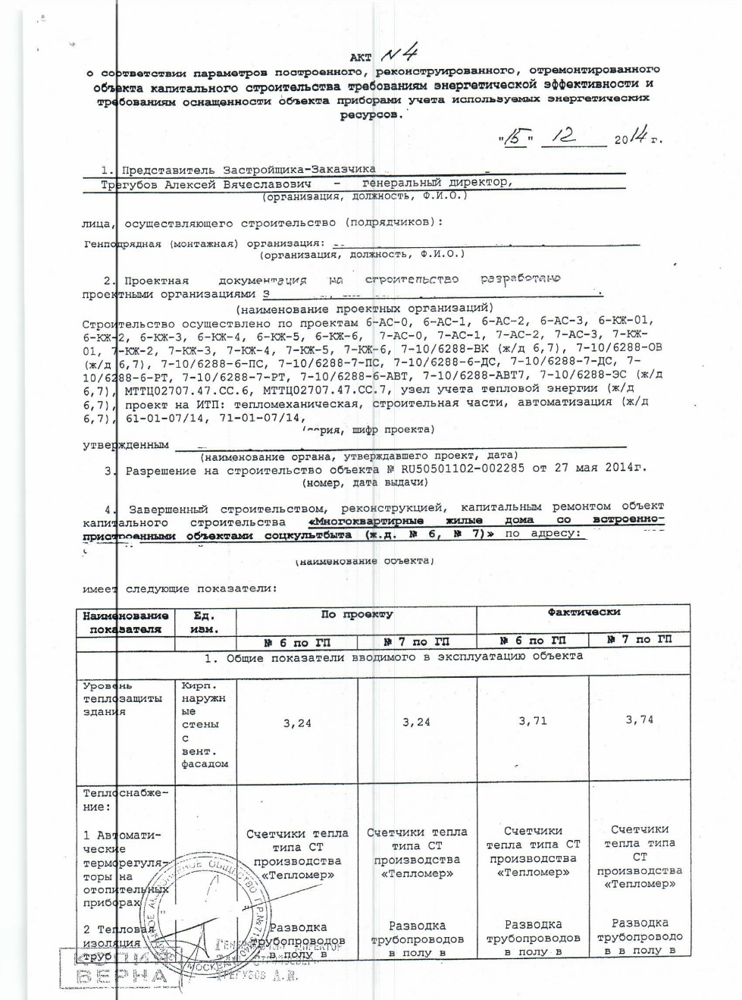 АКТ №4
о соответствии параметров построенного, реконструированного, отремонтированного
объекта капитального строительства требованиям энергетической эффективности и
требованиям оснащенности объекта приборами учета используемых энергетических
ресурсов.
"15" 12 2014 г.
1. Представитель Застройщика-Заказчика
Трегубов Алексей Вячеславович – генеральный директор,
(организация, должность, Ф.И.О.)
лица, осуществляющего строительство (подрядчиков):
Генподрядная (монтажная) организация:
(организация, должность, Ф.И.О.)
2. Проектная документация на строительство разработано
проектными организациями
(наименование проектных организаций)
Строительство осуществлено по проектам 6-АС-0, 6-АС-1, 6-АС-2, 6-АС-3, 6-КЖ-01,
6-КЖ-2, 6-КЖ-3, 6-КЖ-4, 6-КЖ-5, 6-КЖ-6, 7-АС-0, 7-АС-1, 7-АС-2, 7-АС-3, 7-КЖ-
01, 7-КЖ-2, 7-КЖ-3, 7-КЖ-4, 7-КЖ-5, 7-КЖ-6, 7-10/6288-ВК (ж/д 6,7), 7-10/6288-ОВ
(ж/д 6,7), 7-10/6288-6-ПС, 7-10/6288-7-ПС, 7-10/6288-6-ДС, 7-10/6288-7-ДС, 7-
10/6288-6-РТ, 7-10/6288-7-РТ, 7-10/6288-6-АВТ, 7-10/6288-АВТ7, 7-10/6288-ЭС (ж/д
6,7), МТТЦ02707.47.СС.6, МТТЦ02707.47.СС.7, узел учета тепловой энергии (ж/д
6,7), проект на ИТП: тепломеханическая, строительная части, автоматизация (ж/д
6,7), 61-01-07/14, 71-01-07/14,
рия, шифр проекта)
утвержденным
(наименование органа, утверждавшего проект, дата)
3. Разрешение на строительство объекта № RU50501102-002285 от 27 мая 2014г.
(номер, дата выдачи)
4. Завершенный строительством, реконструкцией, капитальным ремонтом объект
капитального строительства «Многоквартирные жилые дома со встроенно-
пристроенными объектами соцкультбыта (ж.д. № 6, № 7)» по адресу:
(наименование объекта)
имеет следующие показатели:
Наименование показателя Ед. изм. По проекту Фактически
№ 6 по ГП № 7 по ГП № 6 по ГП № 7 по ГП
1. Общие показатели вводимого в эксплуатацию объекта
Уровень Кирп.
теплозащиты наружн
здания ые
стены 3,24 3,24 3,71 3,74
с
вент.
фасадом
Теплоснабже-
ние:
1 Автомати- Счетчики тепла Счетчики тепла Счетчики Счетчики
ческие типа СТ типа СТ тепла типа СТ тепла типа
терморегуля- производства производства производства СТ
торы на «Тепломер» «Тепломер» «Тепломер» производства
отопительных «Тепломер»
приборах
2 Тепловая Разводка Разводка Разводка Разводка
изоляция трубопроводов трубопроводов трубопроводов трубопроводо
труб в полу в в полу в в полу в в в полу в
КОПИЯ
ВЕРНА
ГЕНЕРАЛЬНЫЙ ДИРЕКТОР
ТРЕГУБОВ А.В.